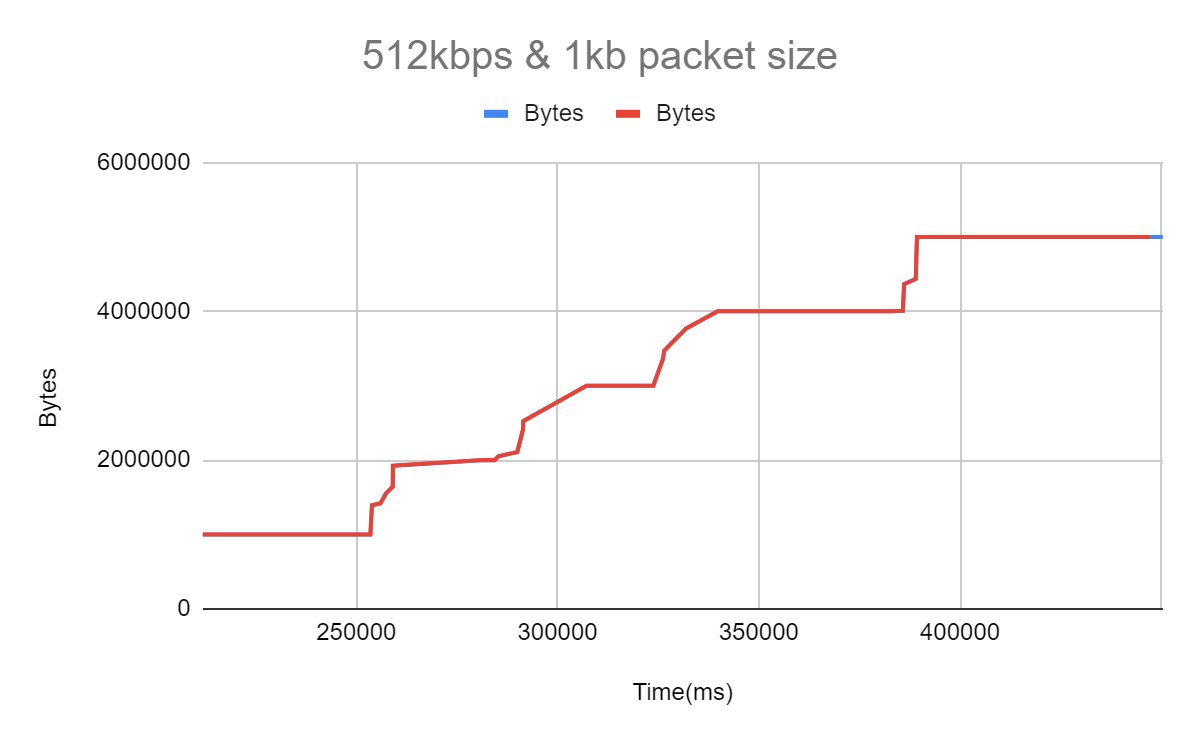 512kbps & 1kb packet size
Bytes Bytes
6000000
4000000
2000000
0
Bytes
250000 300000 350000 400000
Time(ms)